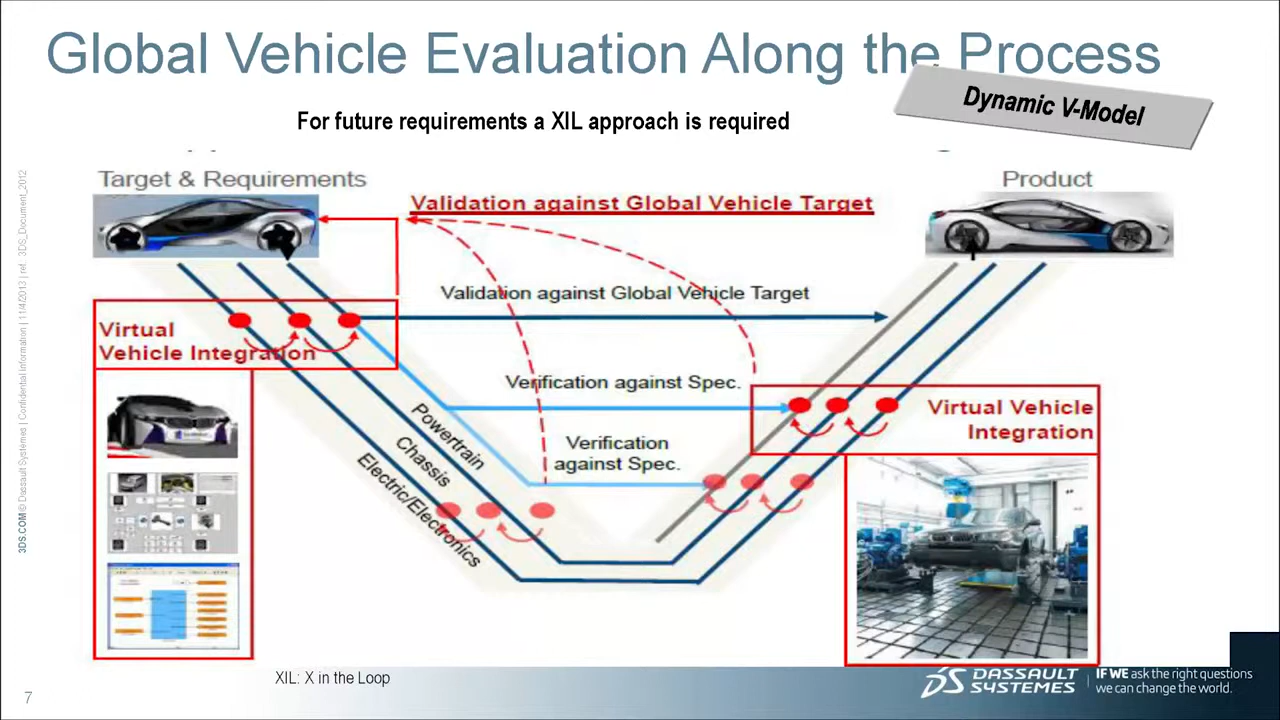 Global Vehicle Evaluation Along the Process
Dynamic V-Model
For future requirements a XIL approach is required
Target & Requirements
Product
Validation against Global Vehicle Target
Validation against Global Vehicle Target
Virtual
Vehicle Integration
Verification against Spec.
Virtual Vehicle
Integration
Verification
against Spec.
Powertrain
Chassis
Electric/Electronics
3DS.COM © Dassault Systèmes | Confidential Information | 11/4/2013 | ref.: 3DS_Document_2012
XIL: X in the Loop
7
DASSAULT
SYSTEMES
IF WE ask the right questions
we can change the world.